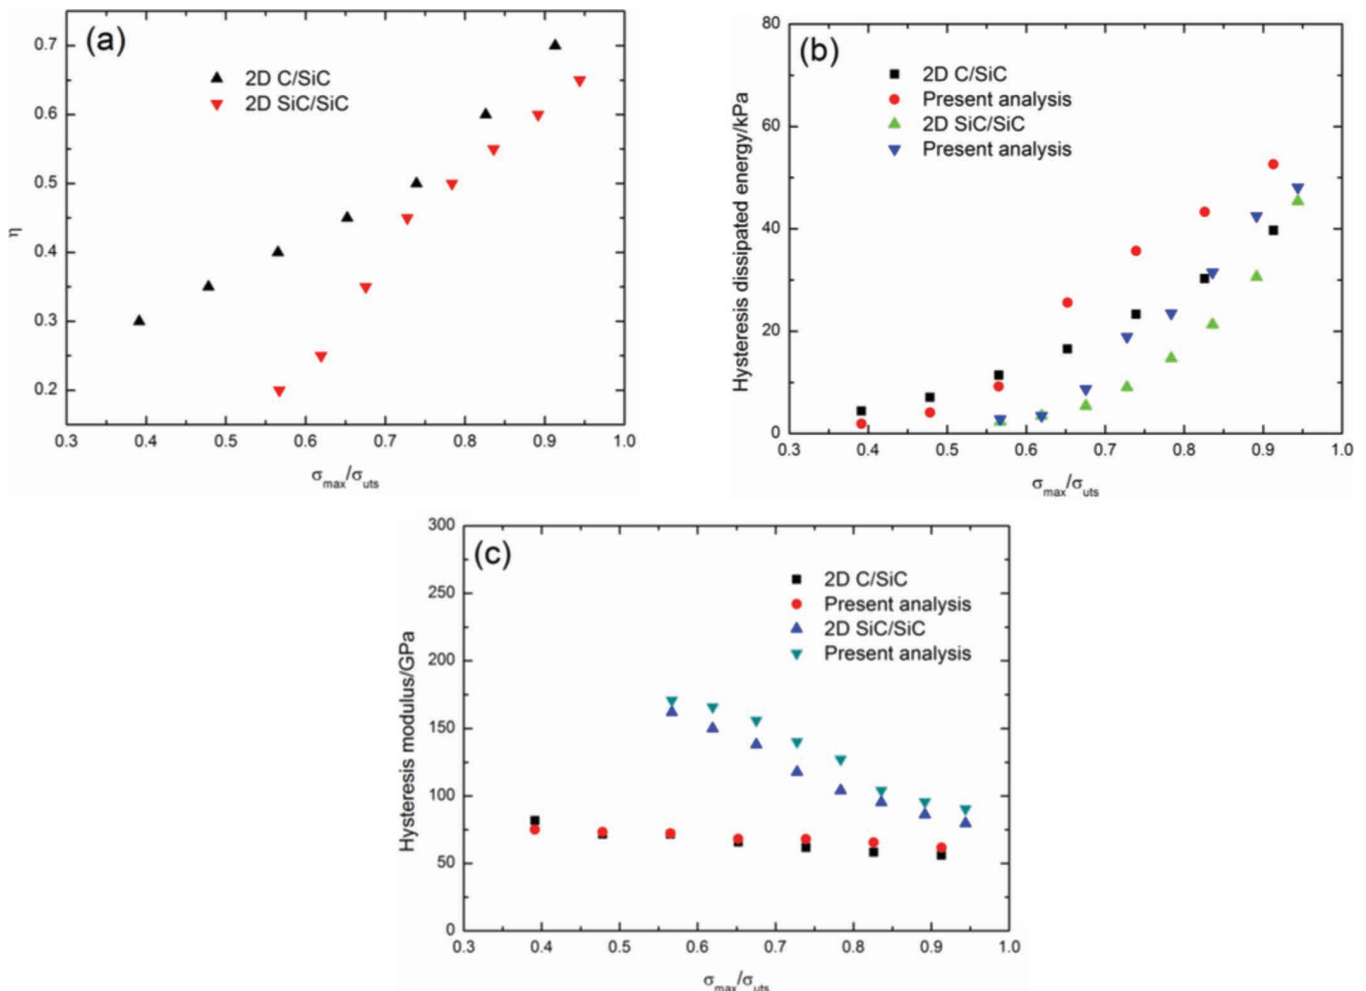 (a)
2D C/SiC
2D SiC/SiC
0.7
0.6
0.5
0.4
0.3
0.2
η
0.3 0.4 0.5 0.6 0.7 0.8 0.9 1.0
σmax/σuts
(b)
2D C/SiC
Present analysis
2D SiC/SiC
Present analysis
80
60
40
20
0
Hysteresis dissipated energy/kPa
0.3 0.4 0.5 0.6 0.7 0.8 0.9 1.0
σmax/σuts
(c)
2D C/SiC
Present analysis
2D SiC/SiC
Present analysis
300
250
200
150
100
50
0
Hysteresis modulus/GPa
0.3 0.4 0.5 0.6 0.7 0.8 0.9 1.0
σmax/σuts